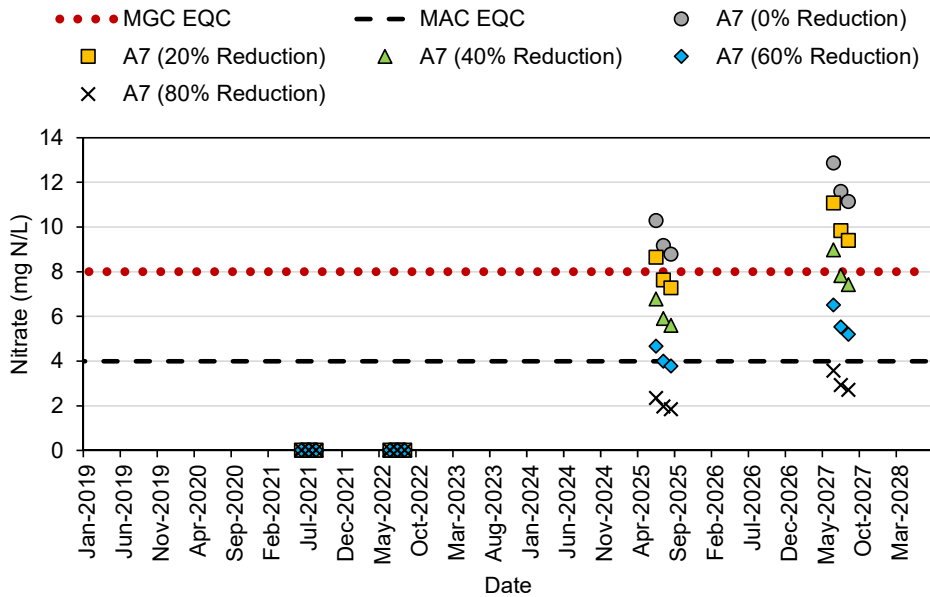 MGC EQC MAC EQC A7 (0% Reduction)
A7 (20% Reduction) A7 (40% Reduction) A7 (60% Reduction)
A7 (80% Reduction)
Nitrate (mg N/L)
14
12
10
8
6
4
2
0
Jan-2019 Jun-2019 Nov-2019 Apr-2020 Sep-2020 Feb-2021 Jul-2021 Dec-2021 May-2022 Oct-2022 Mar-2023 Aug-2023 Jan-2024 Jun-2024 Nov-2024 Apr-2025 Sep-2025 Feb-2026 Jul-2026 Dec-2026 May-2027 Oct-2027 Mar-2028
Date